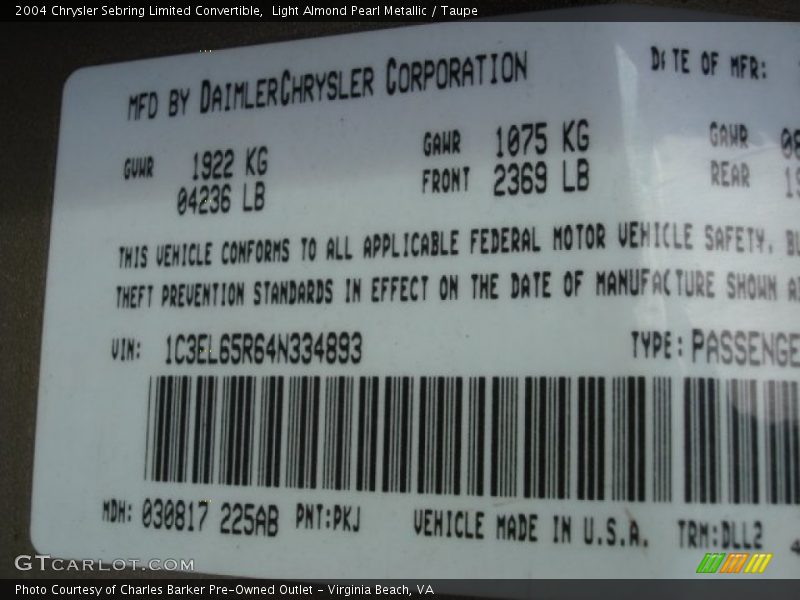 2004 Chrysler Sebring Limited Convertible,  Light Almond Pearl Metallic / Taupe
MFD BY DAIMLERCHRYSLER CORPORATION
DATE OF MFR:
GVWR 1922 KG
04236 LB
GAWR 1075 KG
FRONT 2369 LB
GAWR
REAR
THIS VEHICLE CONFORMS TO ALL APPLICABLE FEDERAL MOTOR VEHICLE SAFETY,
THEFT PREVENTION STANDARDS IN EFFECT ON THE DATE OF MANUFACTURE SHOWN
VIN: 1C3EL65R64N334893
TYPE: PASSENGE
MDH: 030817 225AB PNT:PKJ VEHICLE MADE IN U.S.A. TRM:DLL2
GTCARLOT.COM
Photo Courtesy of Charles Barker Pre-Owned Outlet - Virginia Beach, VA